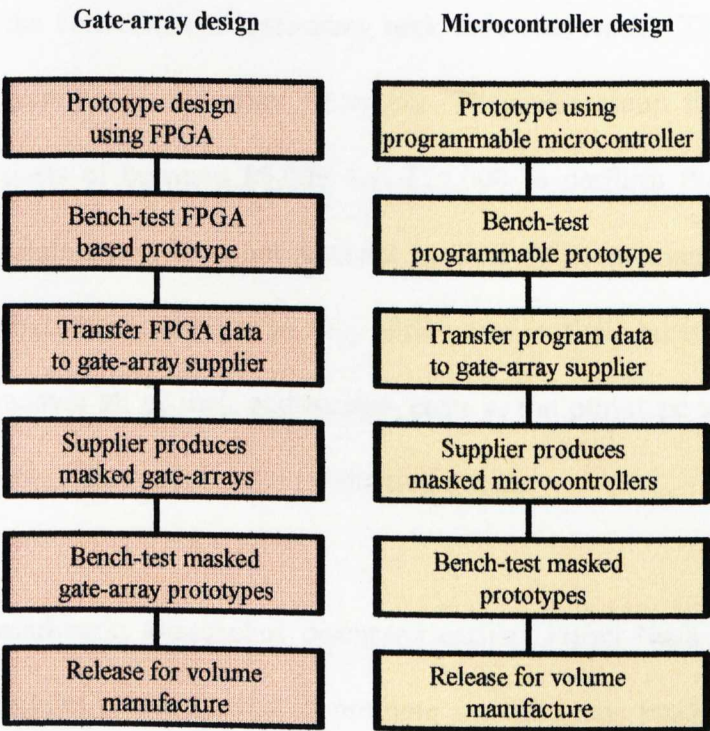 Gate-array design
Prototype design
using FPGA
Bench-test FPGA
based prototype
Transfer FPGA data
to gate-array supplier
Supplier produces
masked gate-arrays
Bench-test masked
gate-array prototypes
Release for volume
manufacture
Microcontroller design
Prototype using
programmable microcontroller
Bench-test
programmable prototype
Transfer program data
to gate-array supplier
Supplier produces
masked microcontrollers
Bench-test masked
prototypes
Release for volume
manufacture